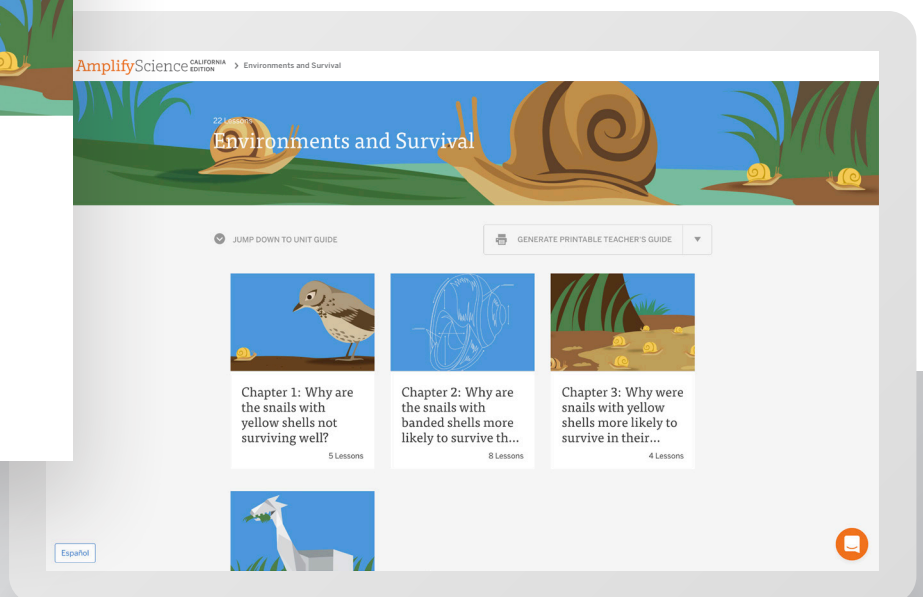 AmplifyScience CALIFORNIA EDITION > Environments and Survival
22 Lessons
Environments and Survival
JUMP DOWN TO UNIT GUIDE
GENERATE PRINTABLE TEACHER'S GUIDE
Chapter 1: Why are
the snails with
yellow shells not
surviving well?
5 Lessons
Chapter 2: Why are
the snails with
banded shells more
likely to survive th...
8 Lessons
Chapter 3: Why were
snails with yellow
shells more likely to
survive in their...
4 Lessons
Español